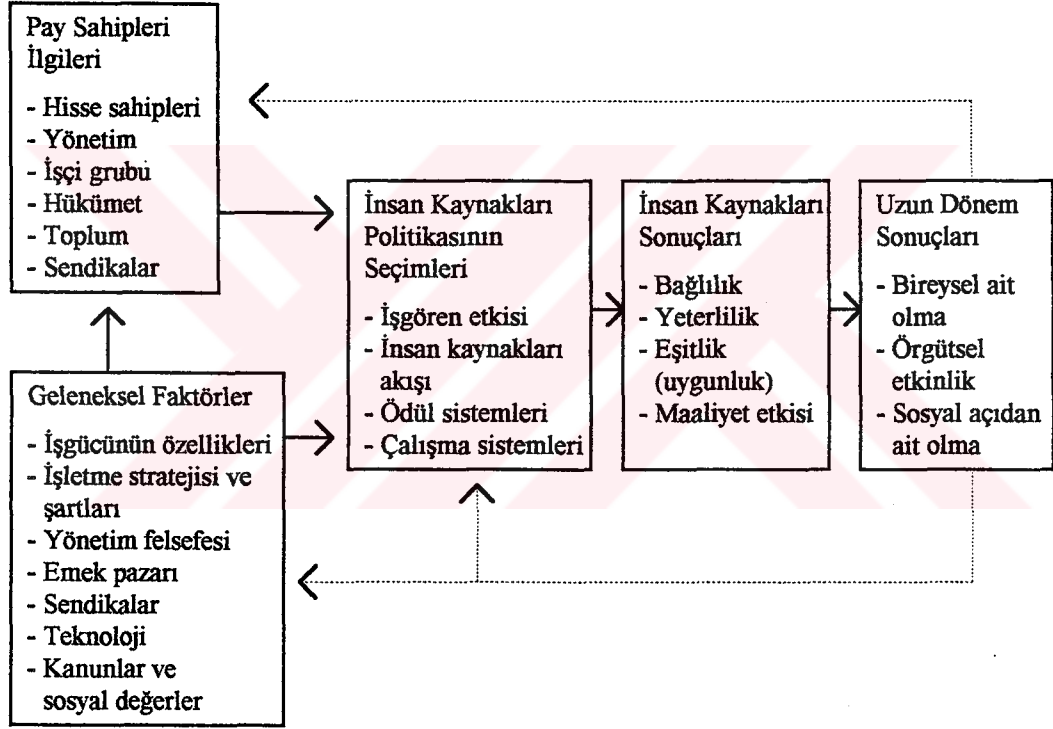 Pay Sahipleri
İlgileri
- Hisse sahipleri
- Yönetim
- İşçi grubu
- Hükümet
- Toplum
- Sendikalar
Geleneksel Faktörler
- İşgücünün özellikleri
- İşletme stratejisi ve
şartları
- Yönetim felsefesi
- Emek pazarı
- Sendikalar
- Teknoloji
- Kanunlar ve
sosyal değerler
İnsan Kaynakları
Politikasının
Seçimleri
- İşgören etkisi
- İnsan kaynakları
akışı
- Ödül sistemleri
- Çalışma sistemleri
İnsan Kaynakları
Sonuçları
- Bağlılık
- Yeterlilik
- Eşitlik
(uygunluk)
- Maaliyet etkisi
Uzun Dönem
Sonuçları
- Bireysel ait
olma
- Örgütsel
etkinlik
- Sosyal açıdan
ait olma